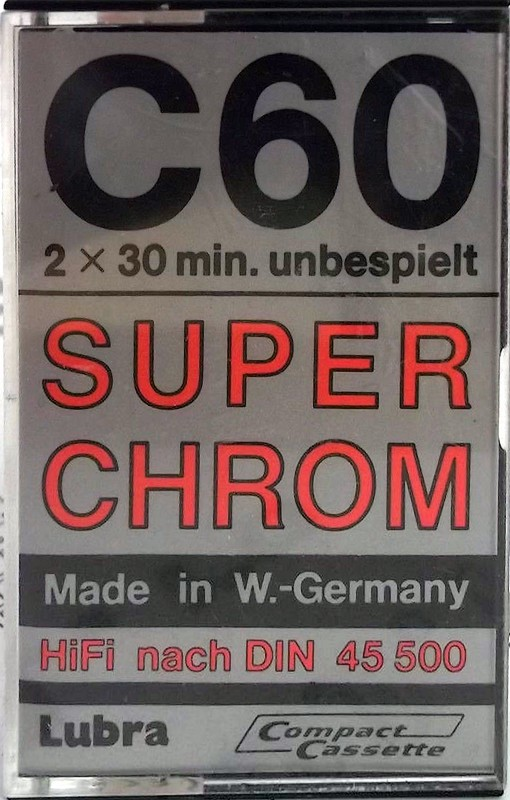 C60
2 × 30 min. unbespielt
SUPER
CHROM
Made in W.-Germany
HiFi nach DIN 45 500
Lubra
Compact
Cassette